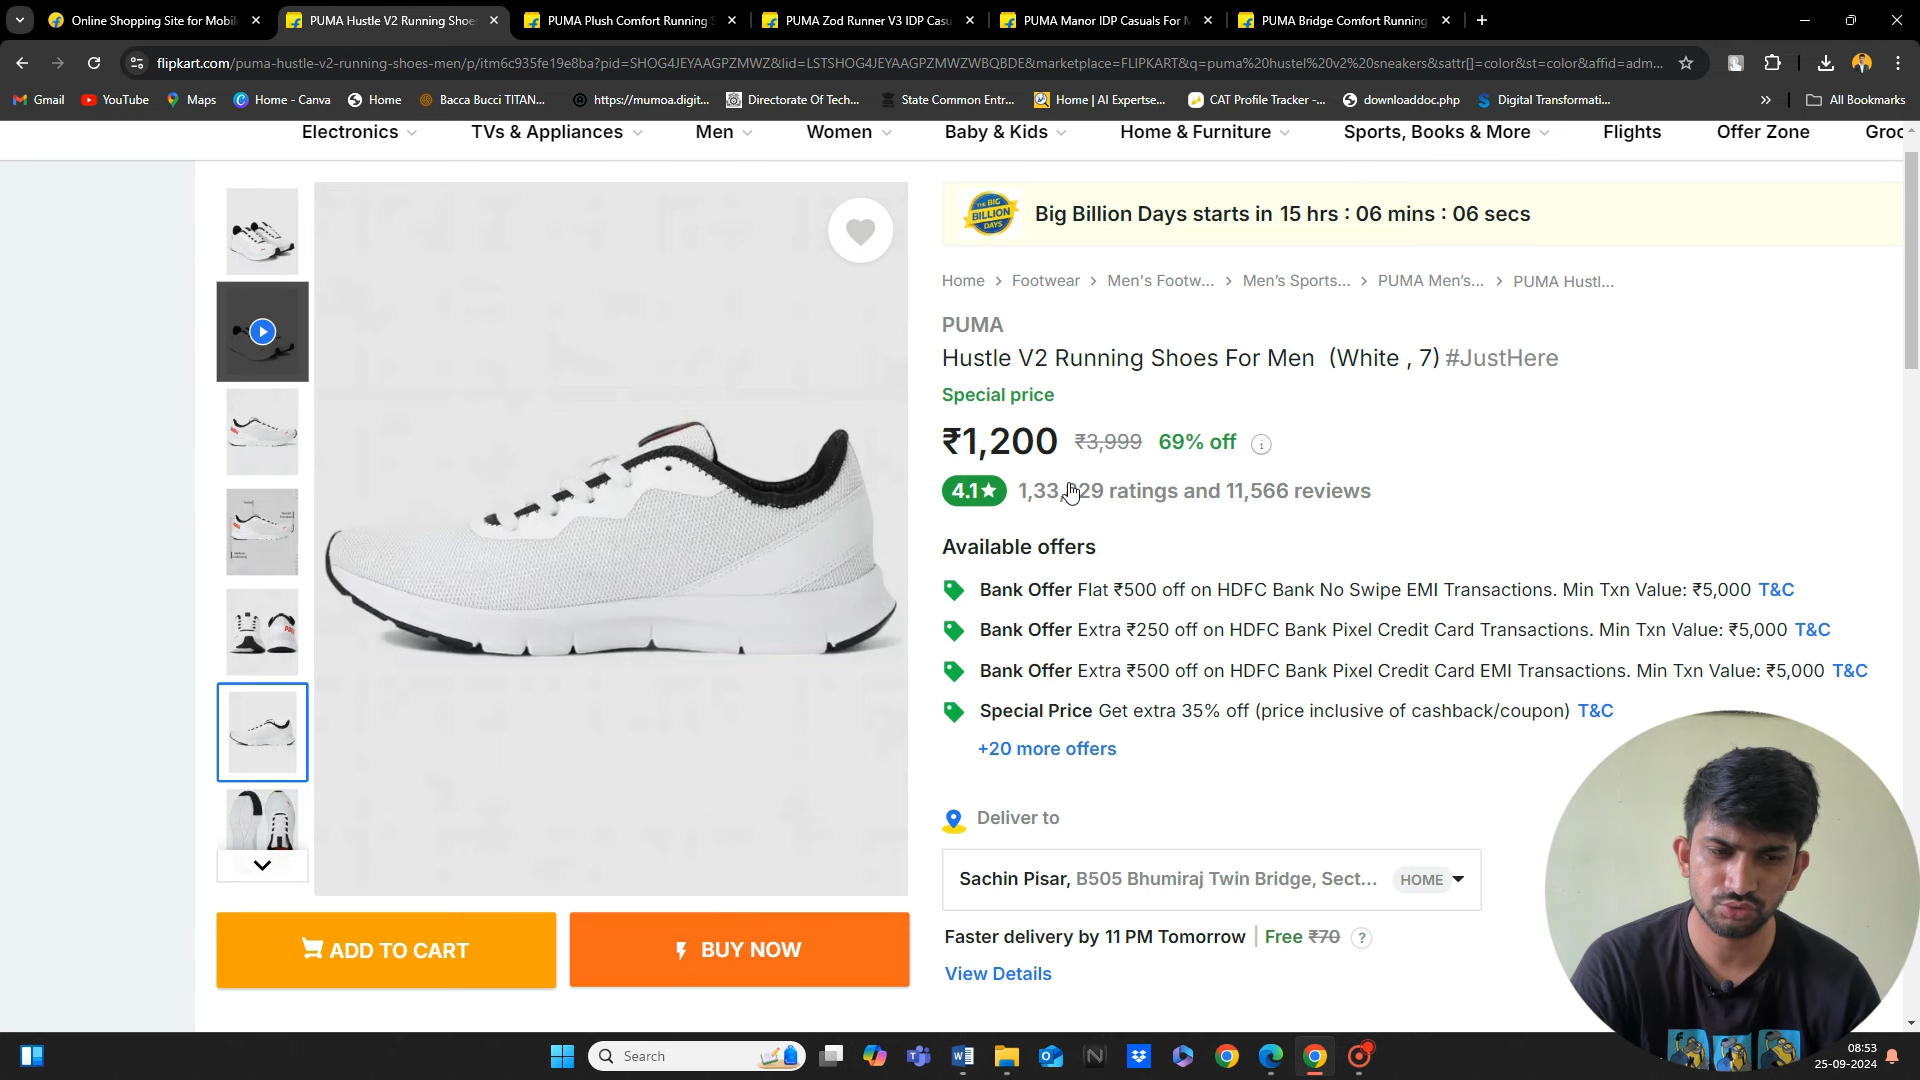 Online Shopping Site for Mobil
PUMA Hustle V2 Running Shoe
PUMA Plush Comfort Running S
PUMA Zod Runner V3 IDP Casu
PUMA Manor IDP Casuals For M
PUMA Bridge Comfort Running
flipkart.com/puma-hustle-v2-running-shoes-men/p/itm6c935fe19e8ba?pid=SHOG4JEYAAGPZMWZ&lid=LSTSHOG4JEYAAGPZMWZWBQBDE&marketplace=FLIPKART&q=puma%20hustel%20v2%20sneakers&sattr[]=color&st=color&affid=adm...
Gmail
YouTube
Maps
Home - Canva
Home
Bacca Bucci TITAN...
https://mumoa.digit...
Directorate Of Tech...
State Common Entr...
Home | AI Expertse...
CAT Profile Tracker -...
downloaddoc.php
Digital Transformati...
All Bookmarks
Electronics
TVs & Appliances
Men
Women
Baby & Kids
Home & Furniture
Sports, Books & More
Flights
Offer Zone
Groc
THE BIG BILLION DAYS
Big Billion Days starts in 15 hrs : 06 mins : 06 secs
Home > Footwear > Men's Footw... > Men's Sports... > PUMA Men's... > PUMA Hustl...
PUMA
Hustle V2 Running Shoes For Men (White , 7) #JustHere
Special price
₹1,200 ₹3,999 69% off
4.1★ 1,33, 29 ratings and 11,566 reviews
Available offers
Bank Offer Flat ₹500 off on HDFC Bank No Swipe EMI Transactions. Min Txn Value: ₹5,000 T&C
Bank Offer Extra ₹250 off on HDFC Bank Pixel Credit Card Transactions. Min Txn Value: ₹5,000 T&C
Bank Offer Extra ₹500 off on HDFC Bank Pixel Credit Card EMI Transactions. Min Txn Value: ₹5,000 T&C
Special Price Get extra 35% off (price inclusive of cashback/coupon) T&C
+20 more offers
Deliver to
Sachin Pisar, B505 Bhumiraj Twin Bridge, Sect... HOME
Faster delivery by 11 PM Tomorrow | Free ₹70 ?
View Details
ADD TO CART
BUY NOW
Search
08:53
25-09-2024